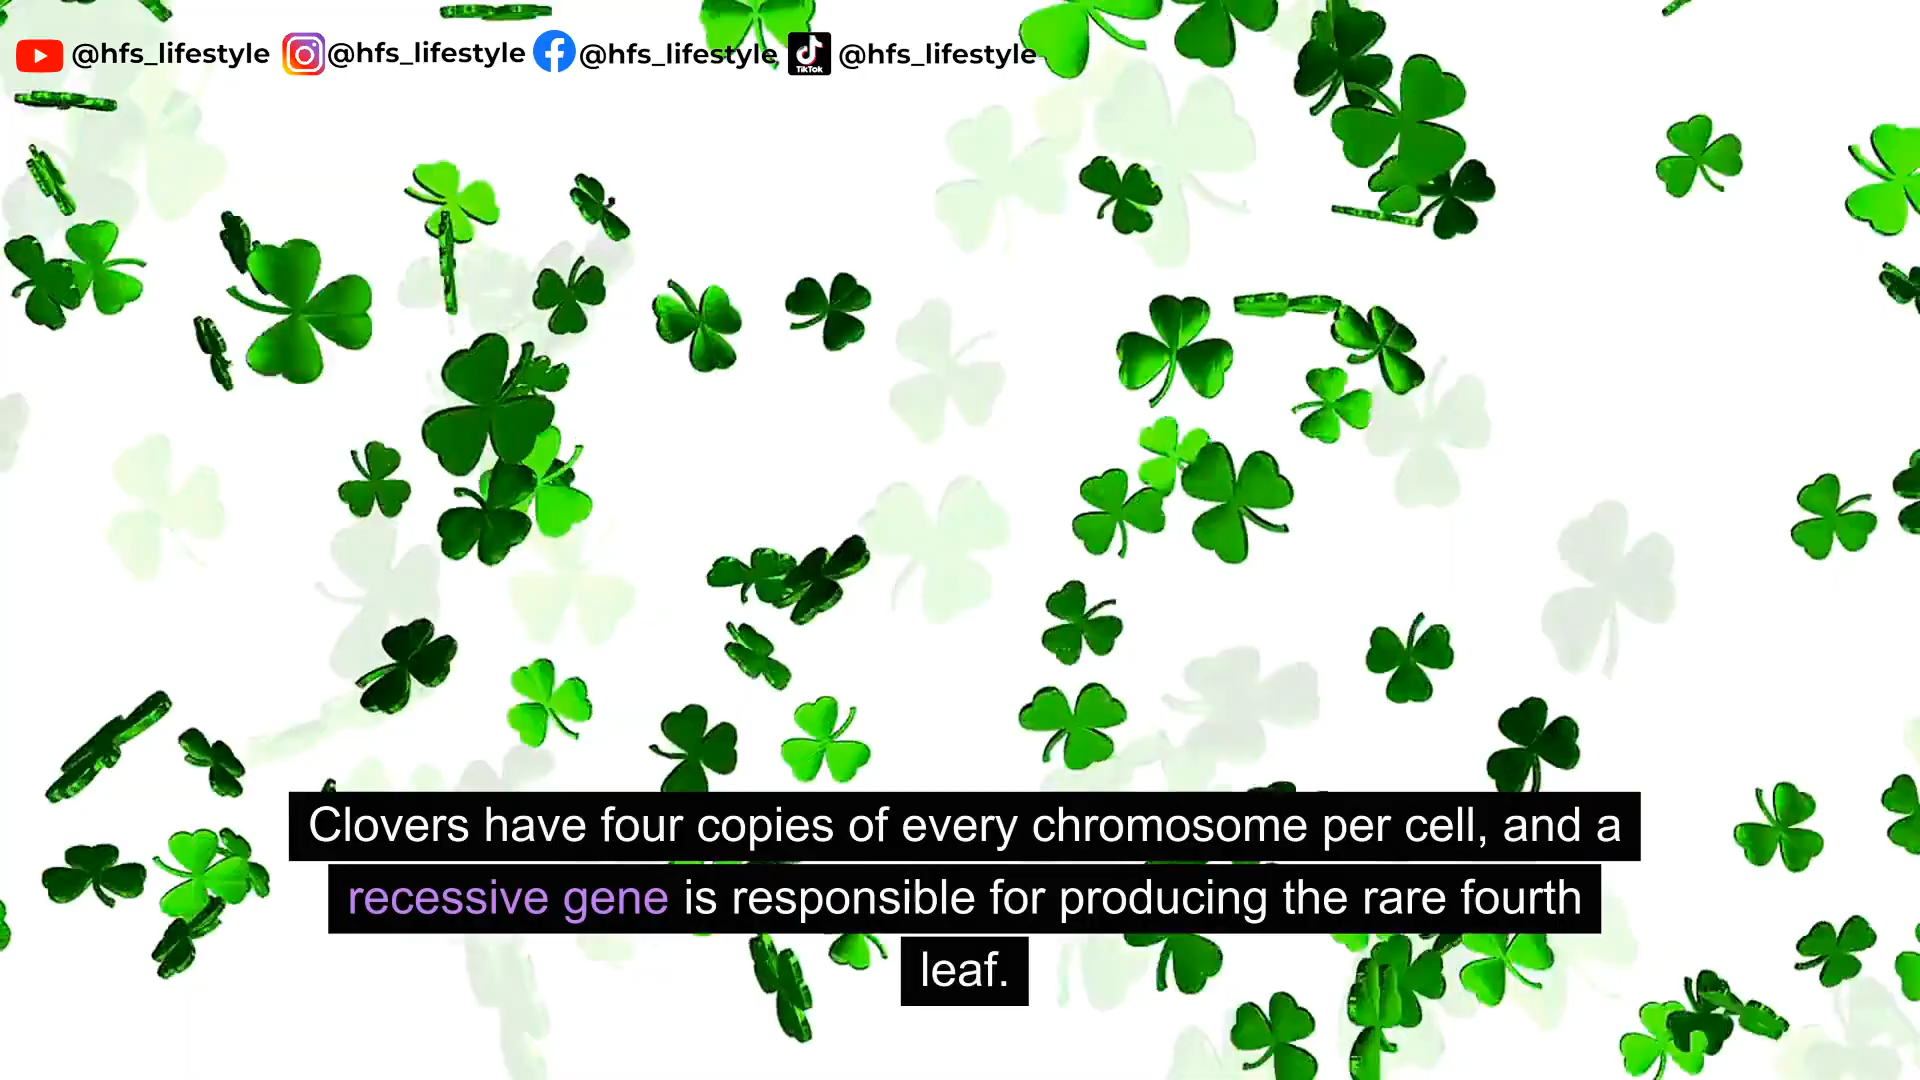 @hfs_lifestyle @hfs_lifestyle @hfs_lifestyle TikTok @hfs_lifestyle
Clovers have four copies of every chromosome per cell, and a
recessive gene is responsible for producing the rare fourth
leaf.